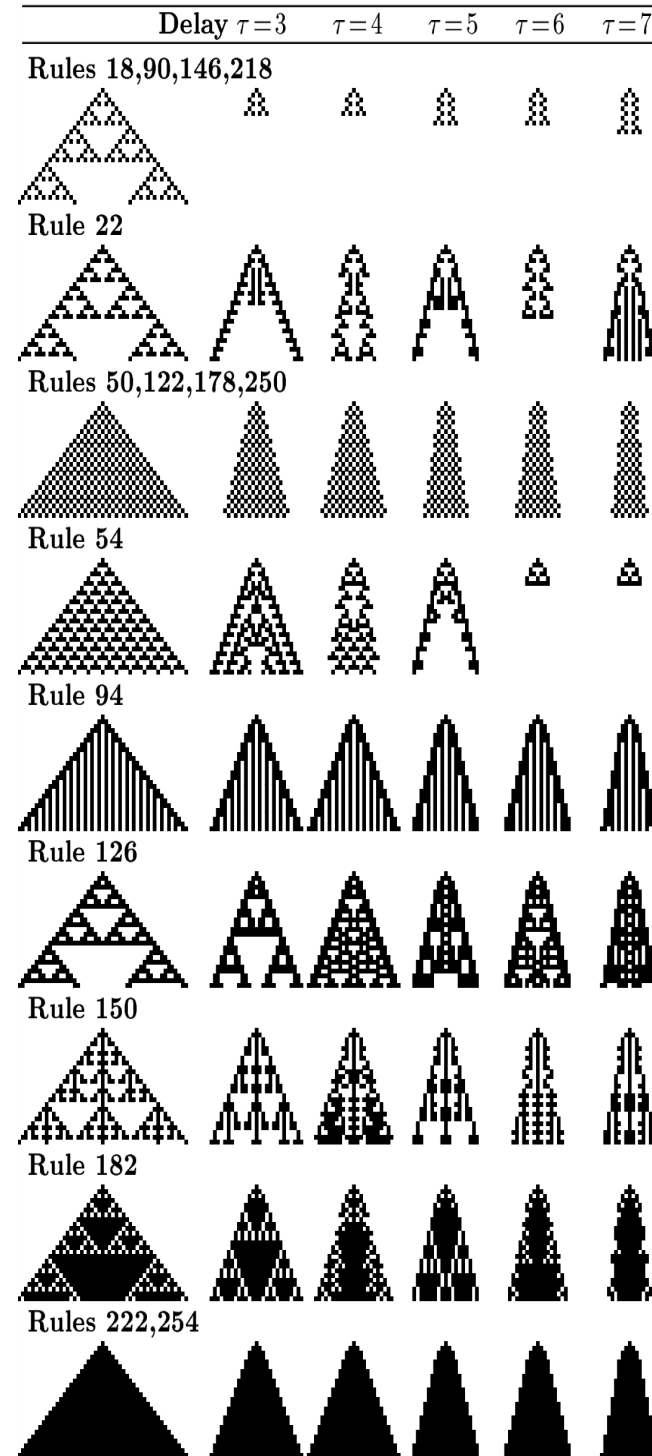 Delay τ=3 τ=4 τ=5 τ=6 τ=7
Rules 18,90,146,218
Rule 22
Rules 50,122,178,250
Rule 54
Rule 94
Rule 126
Rule 150
Rule 182
Rules 222,254